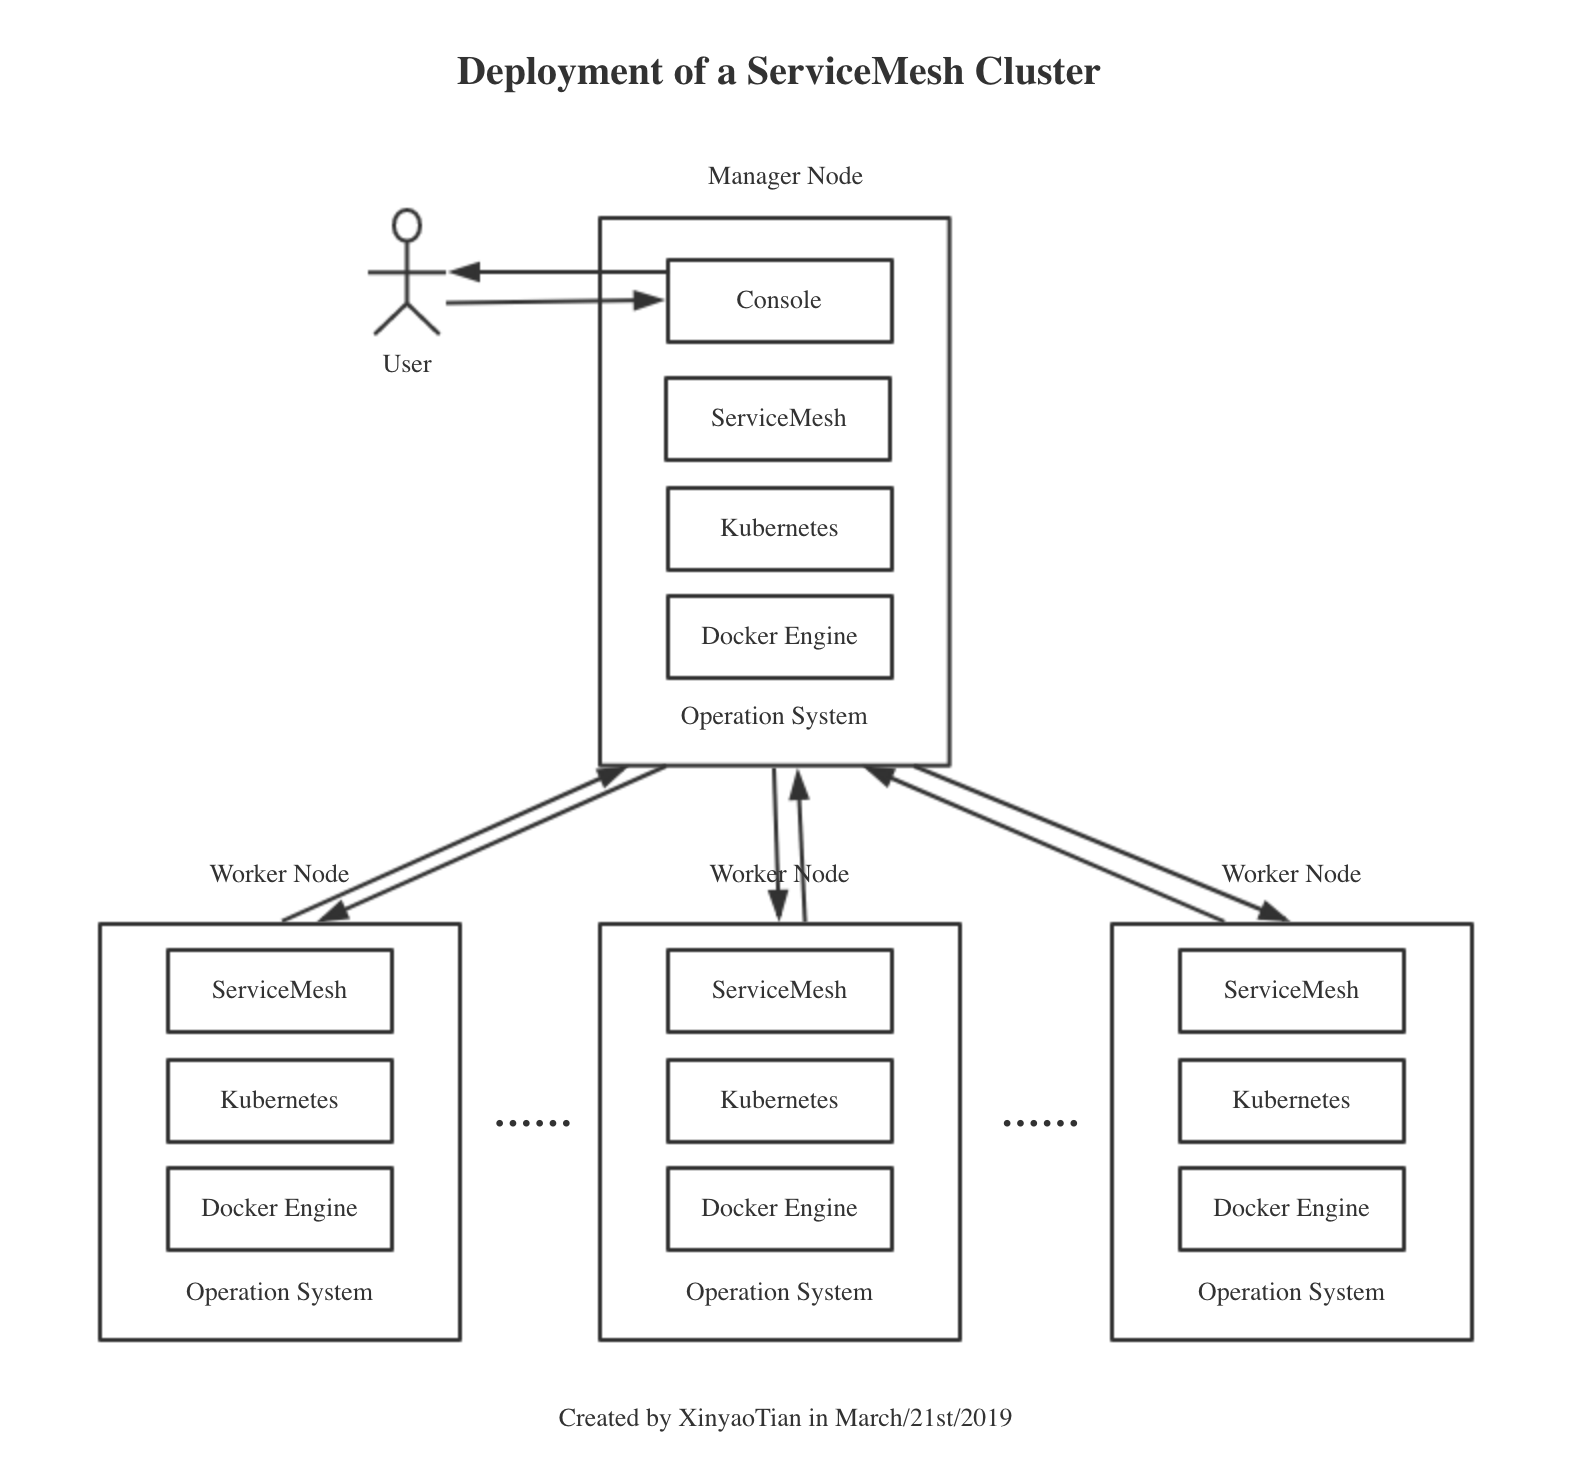 Deployment of a ServiceMesh Cluster
Manager Node
Console
User
ServiceMesh
Kubernetes
Docker Engine
Operation System
Worker Node
Worker Node
Worker Node
ServiceMesh
ServiceMesh
ServiceMesh
Kubernetes
Kubernetes
Kubernetes
......
......
Docker Engine
Docker Engine
Docker Engine
Operation System
Operation System
Operation System
Created by XinyaoTian in March/21st/2019